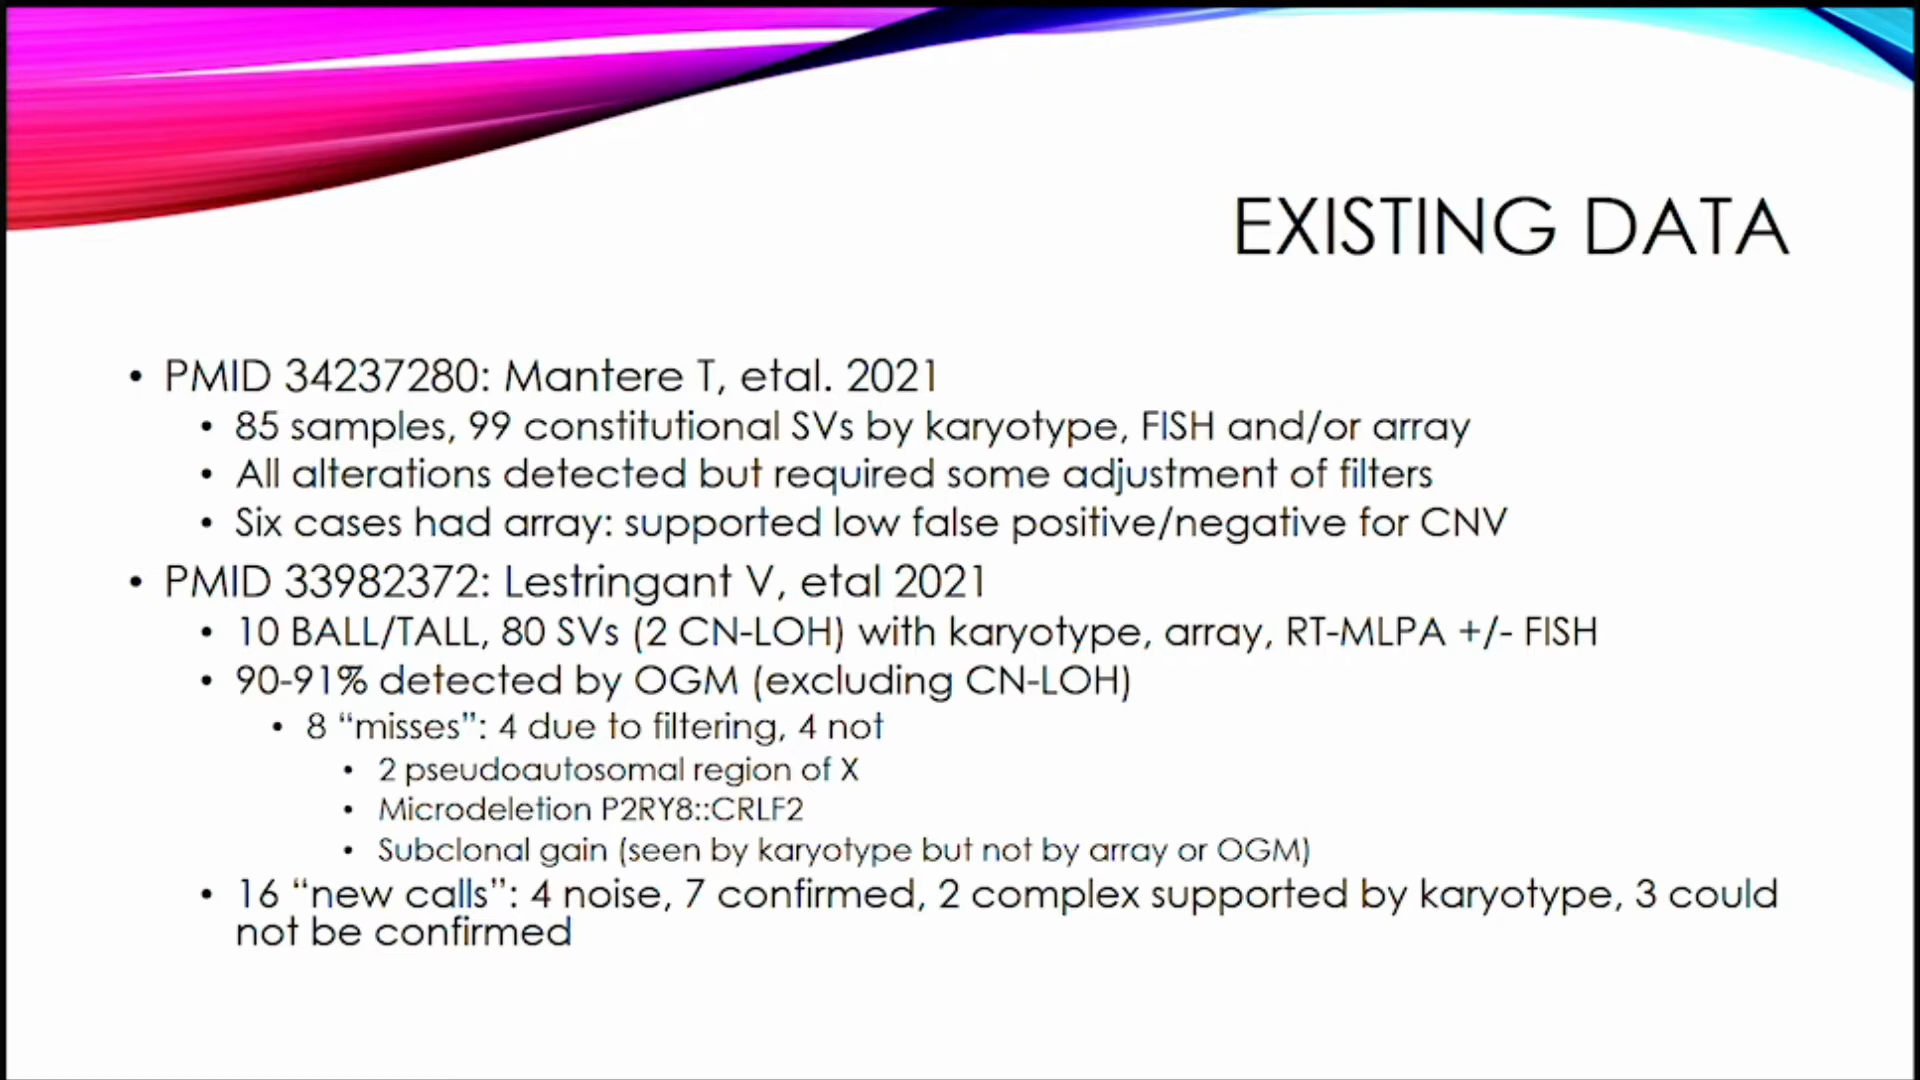 EXISTING DATA
• PMID 34237280: Mantere T, etal. 2021
• 85 samples, 99 constitutional SVs by karyotype, FISH and/or array
• All alterations detected but required some adjustment of filters
• Six cases had array: supported low false positive/negative for CNV
• PMID 33982372: Lestringant V, etal 2021
• 10 BALL/TALL, 80 SVs (2 CN-LOH) with karyotype, array, RT-MLPA +/- FISH
• 90-91% detected by OGM (excluding CN-LOH)
• 8 “misses”: 4 due to filtering, 4 not
• 2 pseudoautosomal region of X
• Microdeletion P2RY8::CRLF2
• Subclonal gain (seen by karyotype but not by array or OGM)
• 16 “new calls”: 4 noise, 7 confirmed, 2 complex supported by karyotype, 3 could
not be confirmed